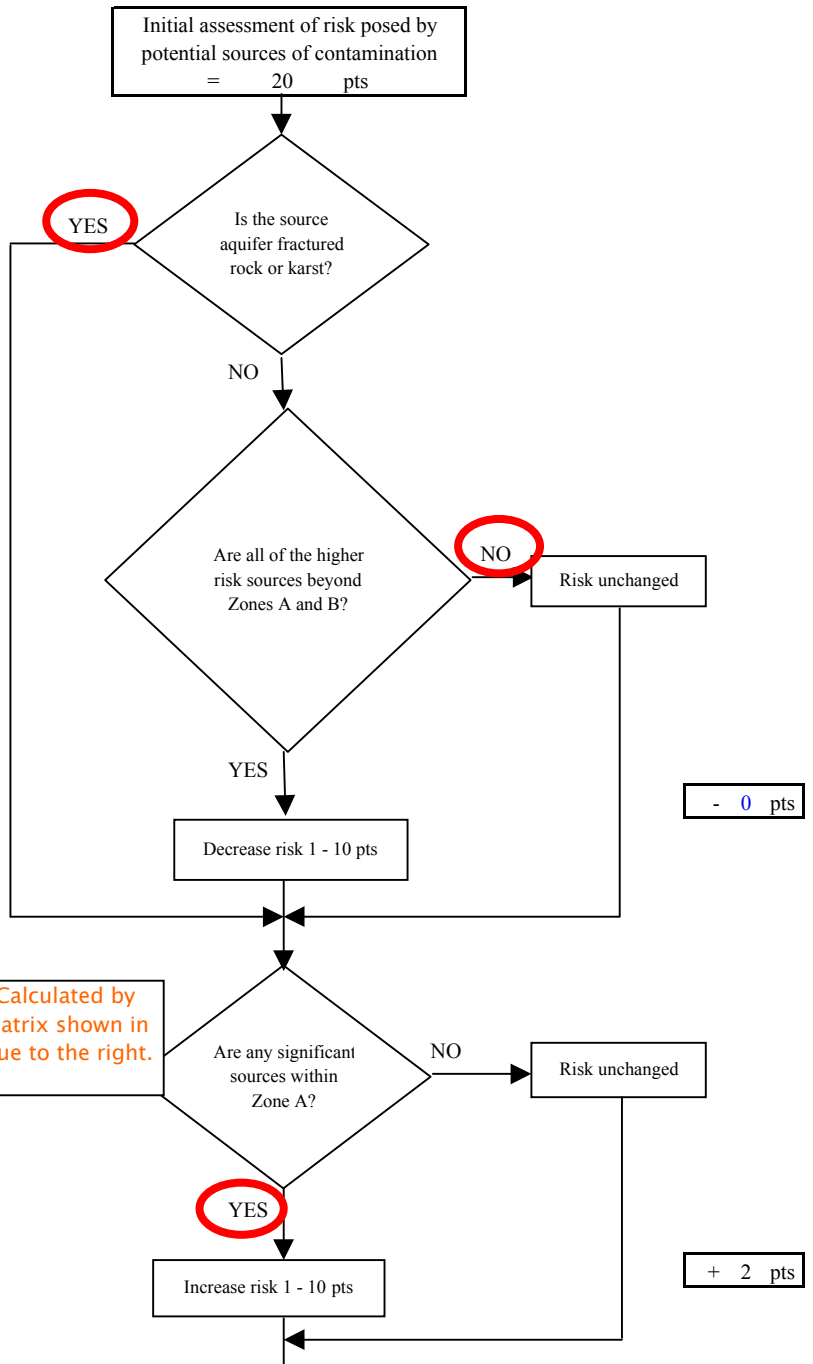 Initial assessment of risk posed by
potential sources of contamination
= 20 pts
YES
Is the source
aquifer fractured
rock or karst?
NO
Are all of the higher
risk sources beyond
Zones A and B?
NO
Risk unchanged
YES
- 0 pts
Decrease risk 1 - 10 pts
Calculated by
atrix shown in
ue to the right.
Are any significant
sources within
Zone A?
NO
Risk unchanged
YES
+ 2 pts
Increase risk 1 - 10 pts